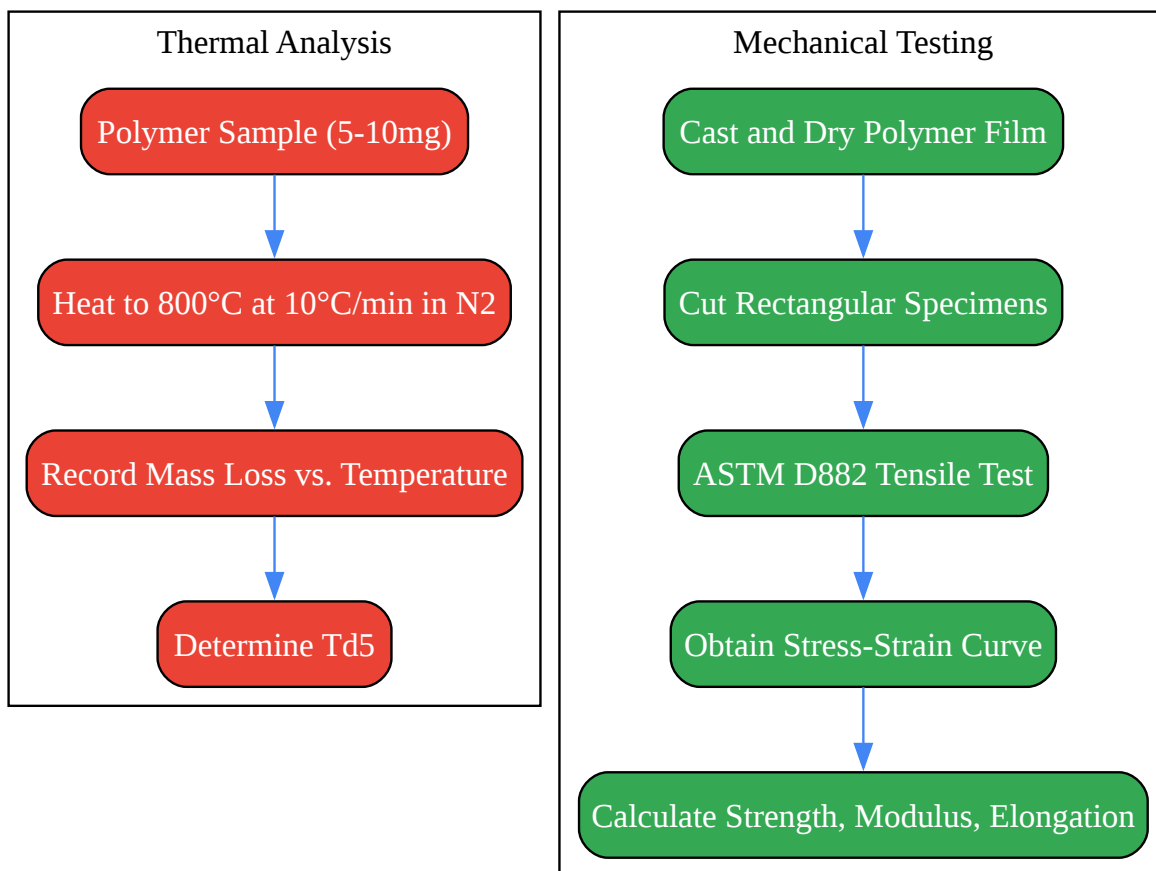 Thermal Analysis
Polymer Sample (5-10mg)
Heat to 800°C at 10°C/min in N2
Record Mass Loss vs. Temperature
Determine Td5
Mechanical Testing
Cast and Dry Polymer Film
Cut Rectangular Specimens
ASTM D882 Tensile Test
Obtain Stress-Strain Curve
Calculate Strength, Modulus, Elongation